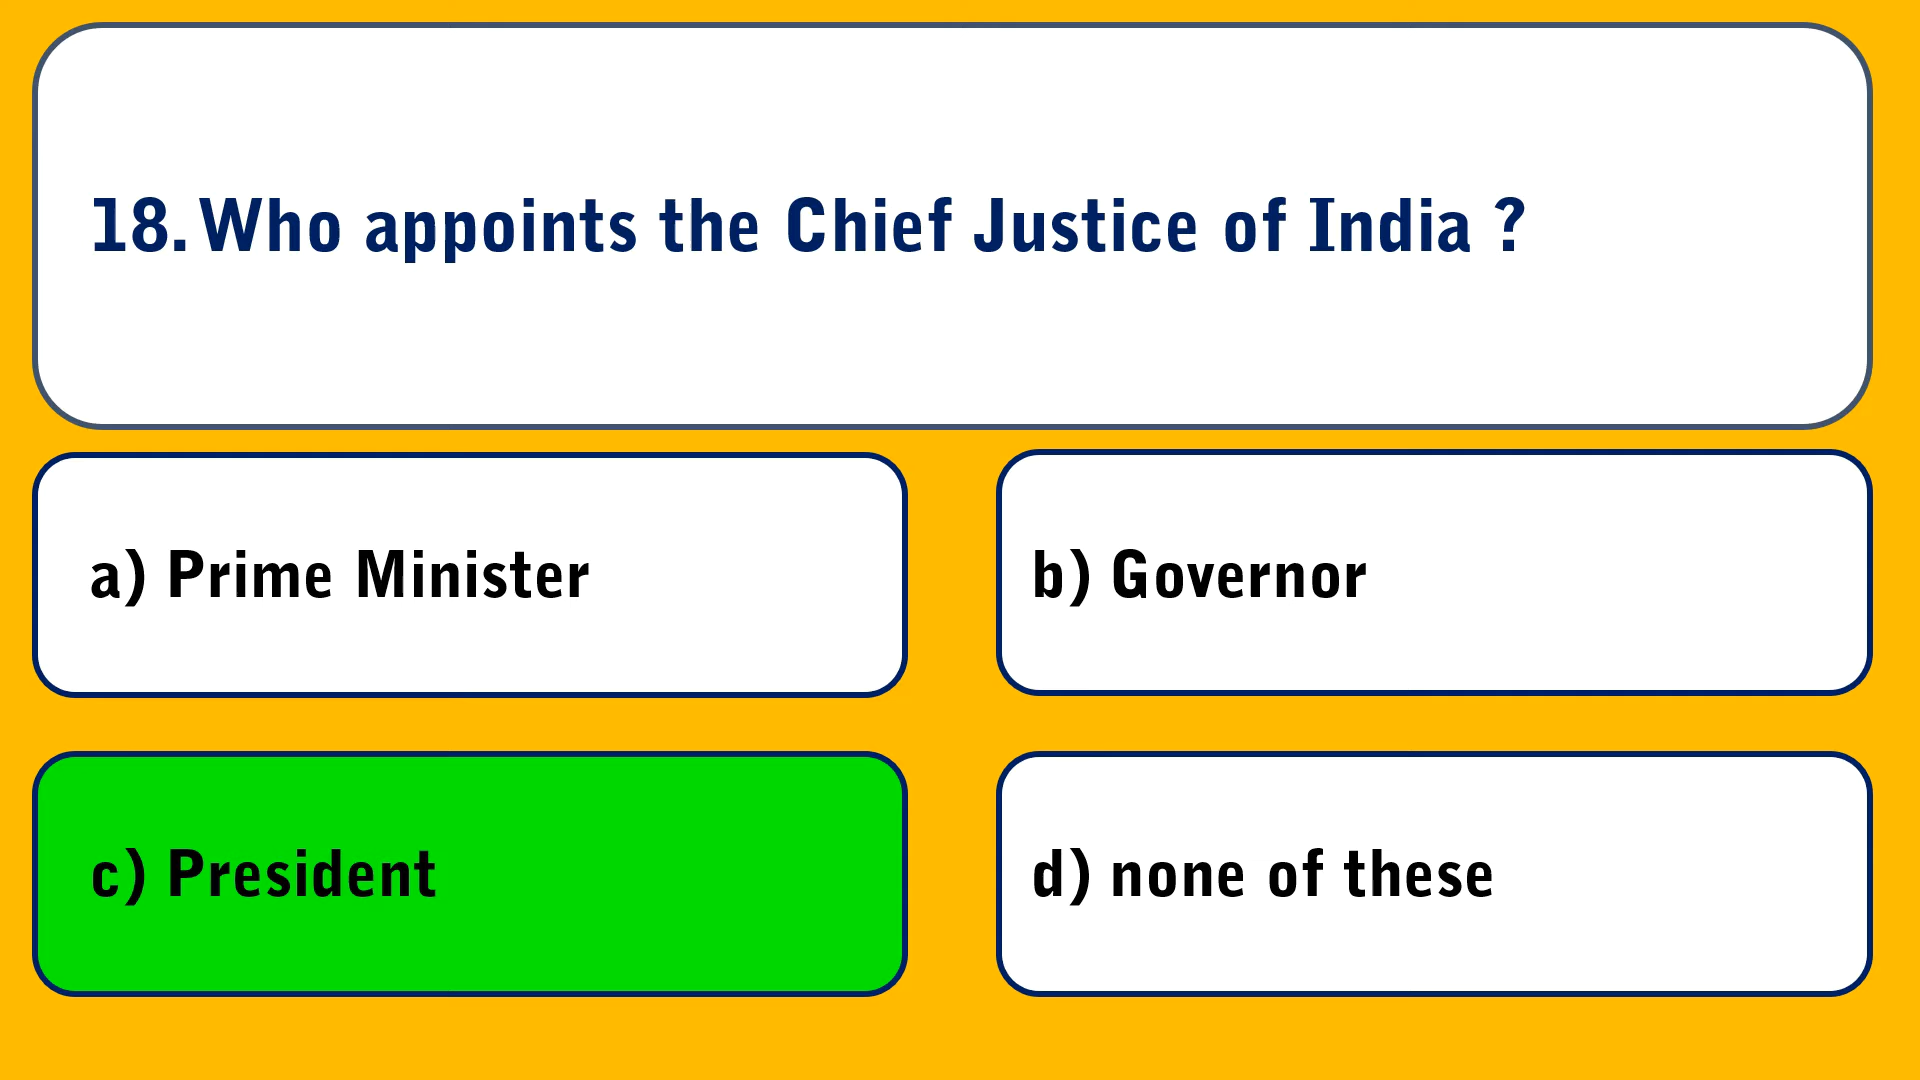 18. Who appoints the Chief Justice of India ?
a) Prime Minister
b) Governor
c) President
d) none of these